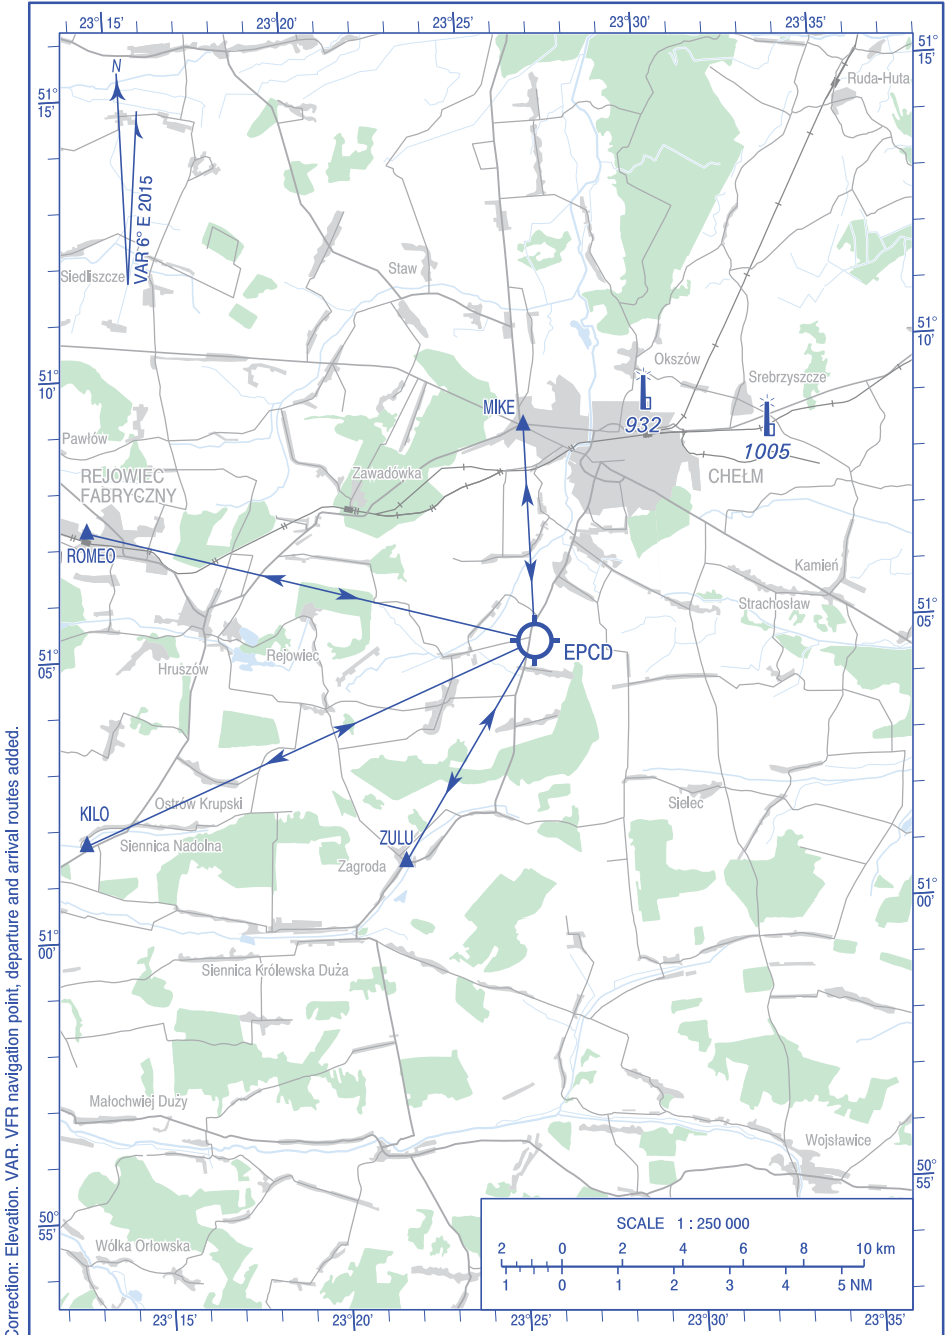 23° 15' 23° 20' 23° 25' 23° 30' 23° 35'
51°
15'
51°
15'
N
VAR 6° E 2015
Ruda-Huta
Siedliszcze
Staw
51°
10'
51°
10'
Okszów
Srebrzyszcze
MIKE
932
1005
Pawłów
REJOWIEC
FABRYCZNY
Zawadówka
CHEŁM
ROMEO
Kamień
Strachosław
51°
05'
51°
05'
EPCD
Rejowiec
Hruszów
KILO
Ostrów Krupski
Sielec
Siennica Nadolna
ZULU
Zagroda
51°
00'
51°
00'
Siennica Królewska Duża
Małochwiej Duży
Wojsławice
50°
55'
50°
55'
Wólka Orłowska
SCALE 1 : 250 000
2 0 2 4 6 8 10 km
1 0 1 2 3 4 5 NM
23° 15' 23° 20' 23° 25' 23° 35'
Correction: Elevation. VAR. VFR navigation point, departure and arrival routes added.